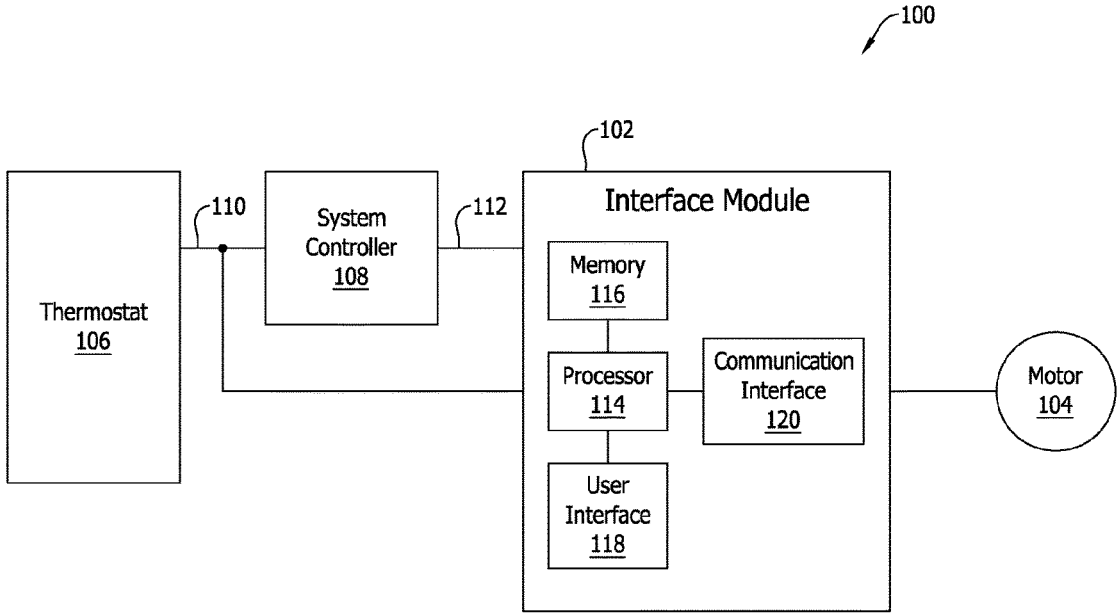 100
102
110
112
Thermostat
106
System
Controller
108
Interface Module
Memory
116
Processor
114
Communication
Interface
120
User
Interface
118
Motor
104